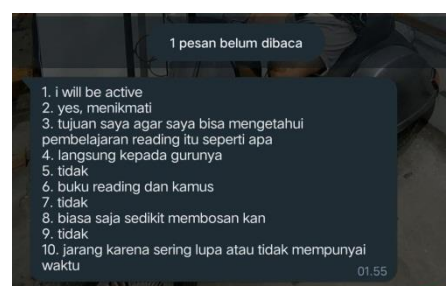 1 pesan belum dibaca
1. i will be active
2. yes, menikmati
3. tujuan saya agar saya bisa mengetahui
pembelajaran reading itu seperti apa
4. langsung kepada gurunya
5. tidak
6. buku reading dan kamus
7. tidak
8. biasa saja sedikit membosan kan
9. tidak
10. jarang karena sering lupa atau tidak mempunyai
waktu
01.55